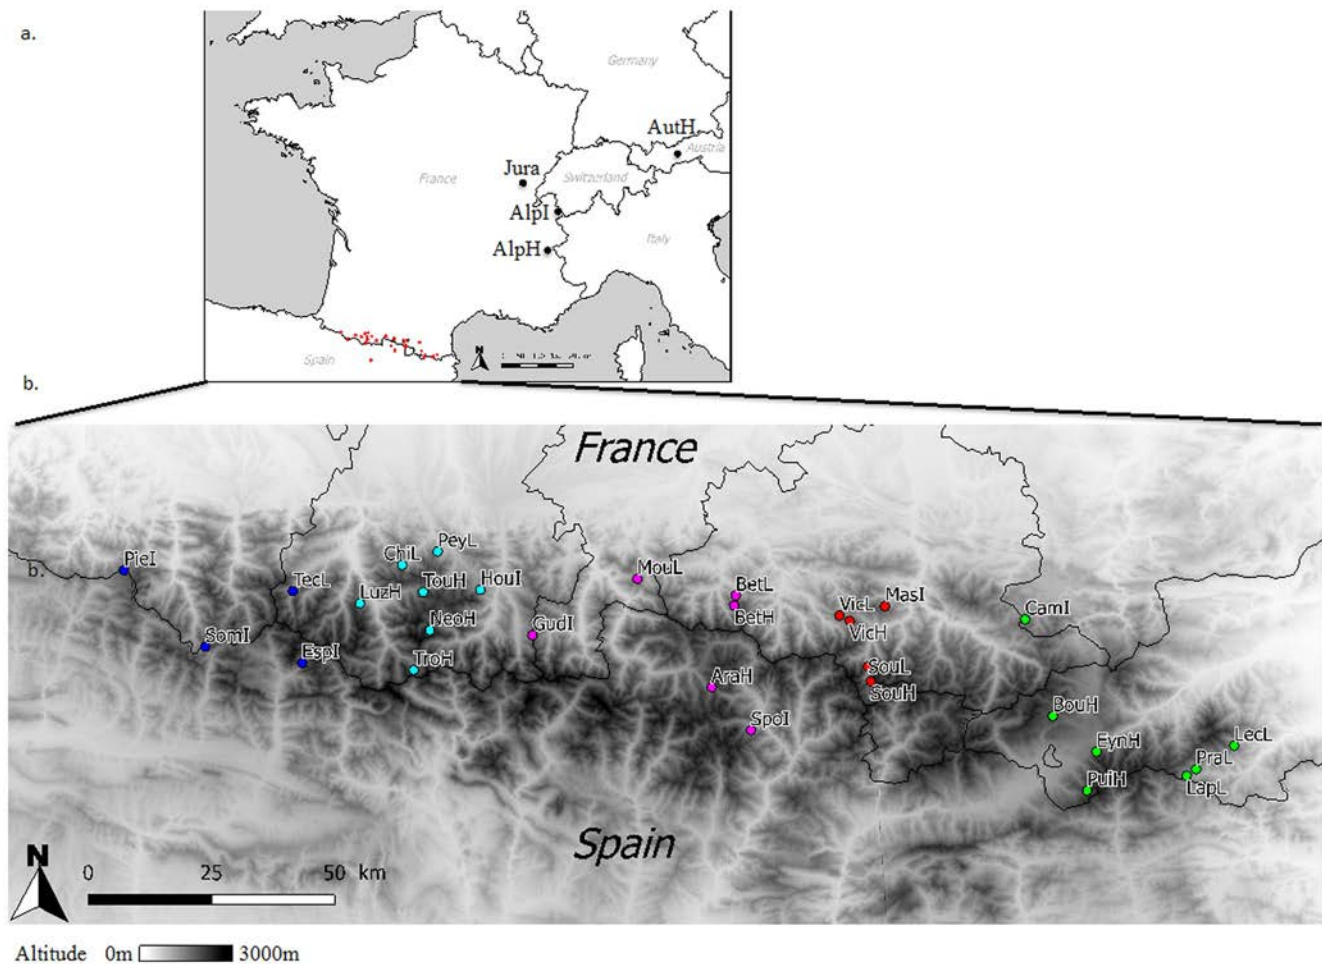 a.
Germany
AutH
Austria
Jura
France
Switzerland
AlpI
AlpH
Italy
Spain
N
b.
France
PeyL
ChiL
PieI
b.
TecL
LuzH
TouH
HouI
MouL
BetL
BetH
VicL
MasI
VicH
CamI
NeoH
GudI
SomI
EspI
TroH
SouL
SouH
AraH
BouH
SpoI
EynH
LecL
PraL
LapL
PuiH
Spain
N
0 25 50 km
Altitude 0m 3000m